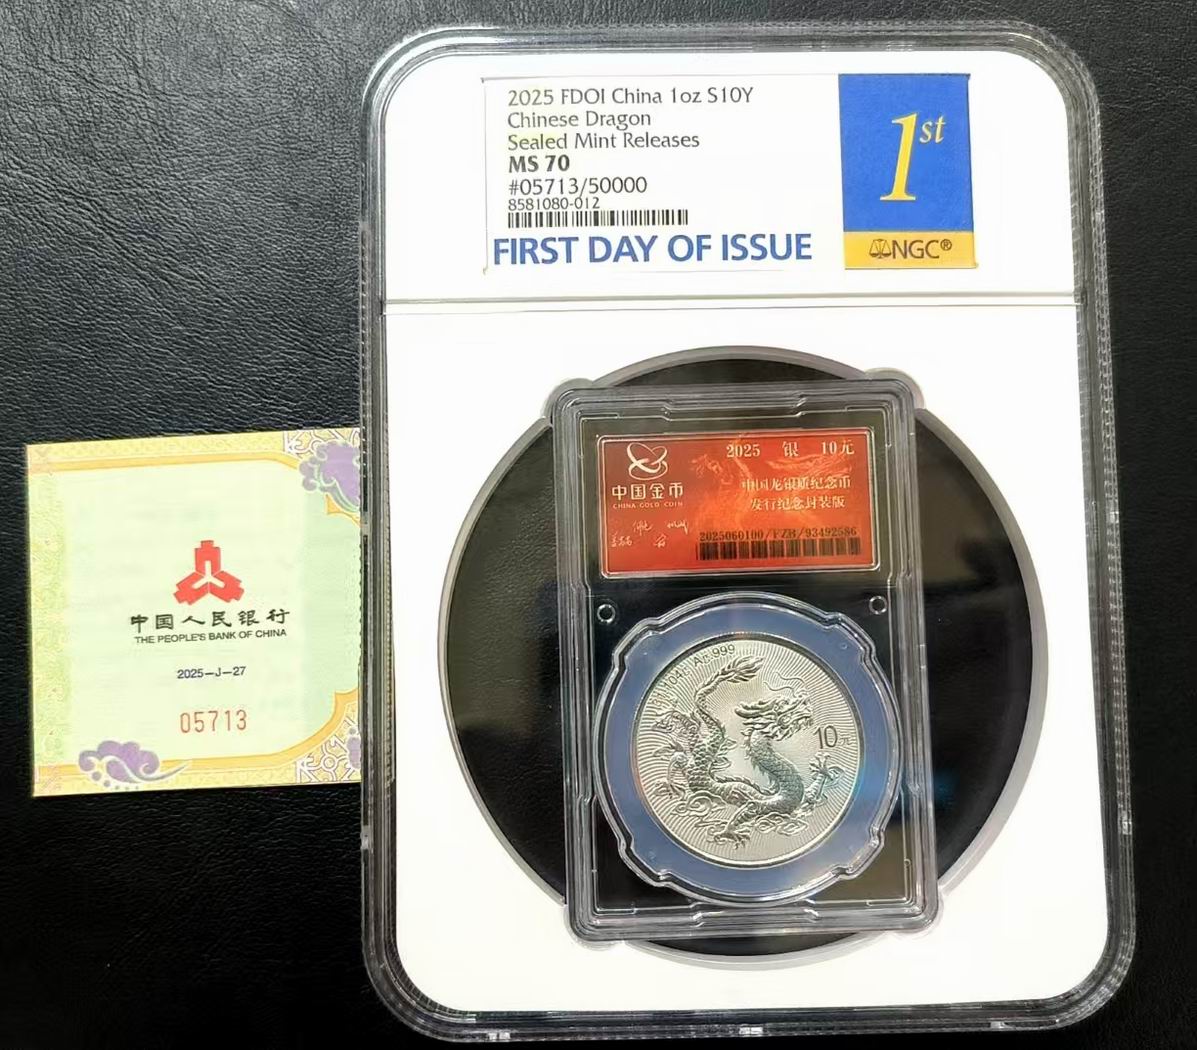 2025 FDOI China 1oz S10Y
Chinese Dragon
Sealed Mint Releases
MS 70
#05713/50000
8581080-012
FIRST DAY OF ISSUE
1st
NGC®
中国金币
CHINA GOLD COIN
2025 银 10元
中国龙银质纪念币
发行纪念封装版
2025060100/FZB/93492586
Ag 999
10元
中国人民银行
THE PEOPLE'S BANK OF CHINA
2025-J-27
05713